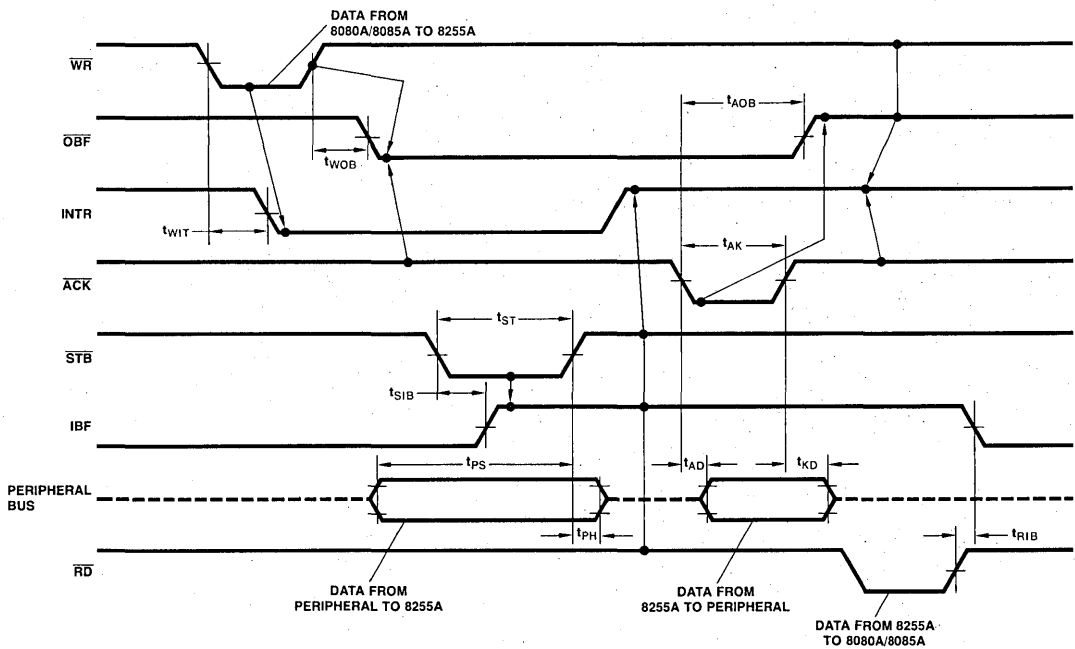 DATA FROM
8080A/8085A TO 8255A
WR
tAOB
OBF
tWOB
INTR
tWIT
tAK
ACK
tST
STB
tSIB
IBF
tPS
tAD
tKD
PERIPHERAL
BUS
tPH
tRIB
RD
DATA FROM
PERIPHERAL TO 8255A
DATA FROM
8255A TO PERIPHERAL
DATA FROM 8255A
TO 8080A/8085A